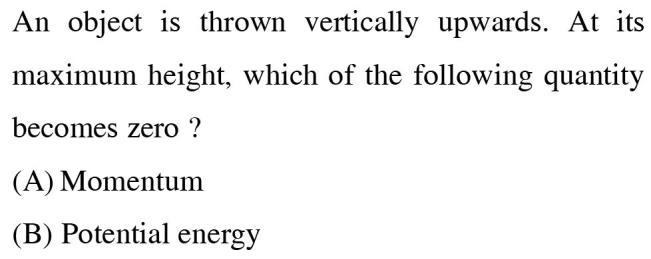 An object is thrown vertically upwards. At its
maximum height, which of the following quantity
becomes zero ?
(A) Momentum
(B) Potential energy